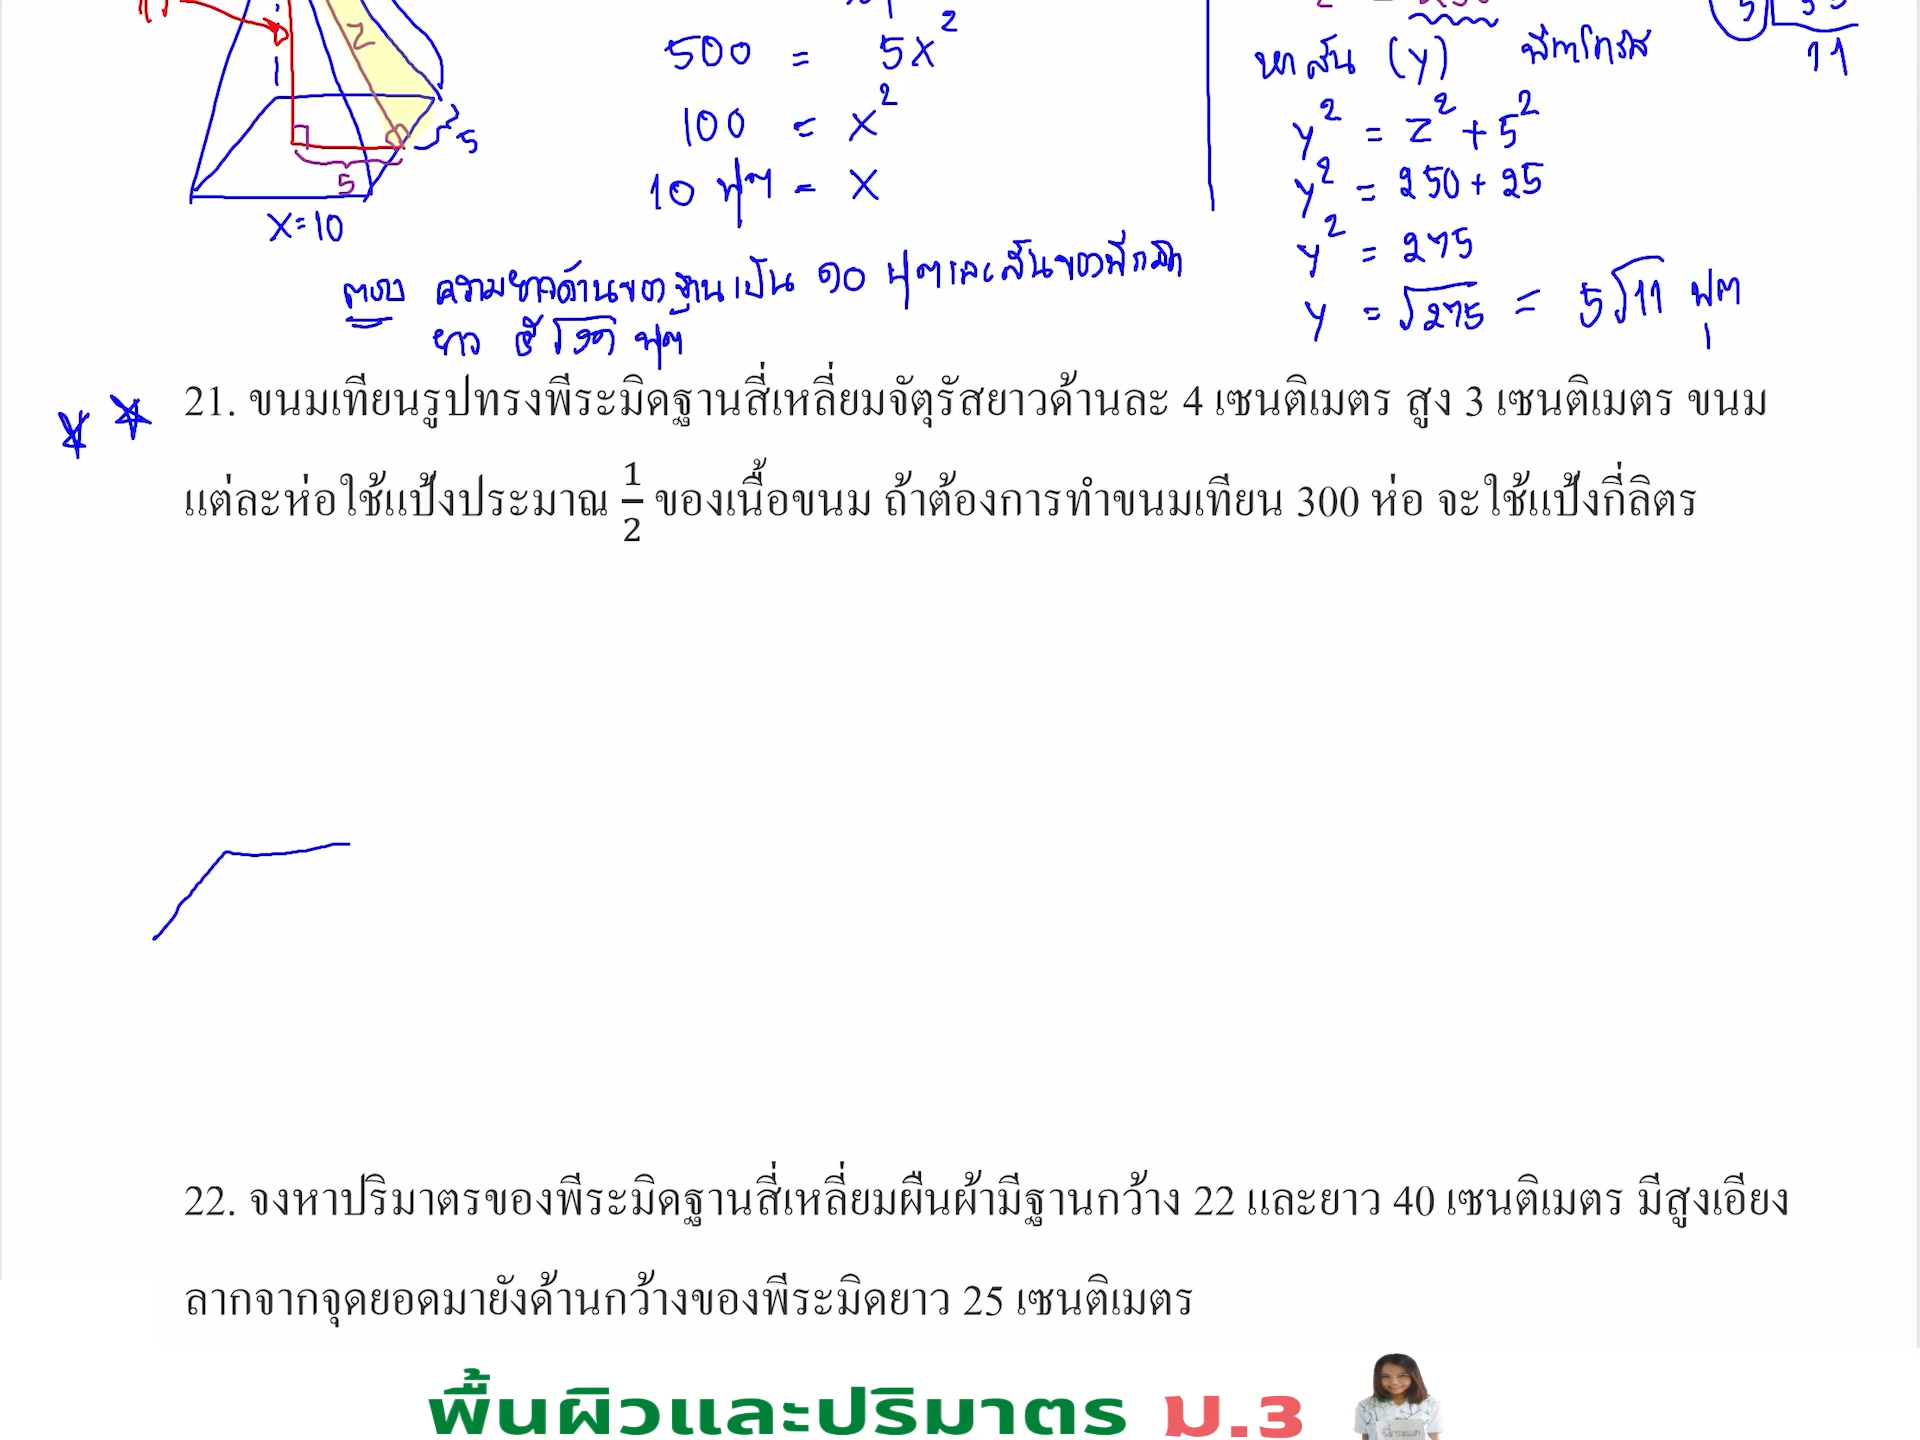 Z
5
5
X=10
500 = 5x²
100 = x²
10 ฟุต = x
หาสัน (y) พีทาโกรัส
11
y² = z² + 5²
y² = 250 + 25
y² = 275
y = √275 = 5√11 ฟุต
ตอบ ความยาวด้านของฐานเป็น ๑๐ ฟุตและสันของพีระมิด
ยาว ๕√๑๑ ฟุต
21. ขนมเทียนรูปทรงพีระมิดฐานสี่เหลี่ยมจัตุรัสยาวด้านละ 4 เซนติเมตร สูง 3 เซนติเมตร ขนม
แต่ละห่อใช้แป้งประมาณ 1/2 ของเนื้อขนม ถ้าต้องการทำขนมเทียน 300 ห่อ จะใช้แป้งกี่ลิตร
22. จงหาปริมาตรของพีระมิดฐานสี่เหลี่ยมผืนผ้ามีฐานกว้าง 22 และยาว 40 เซนติเมตร มีสูงเอียง
ลากจากจุดยอดมายังด้านกว้างของพีระมิดยาว 25 เซนติเมตร
พื้นผิวและปริมาตร ม.3